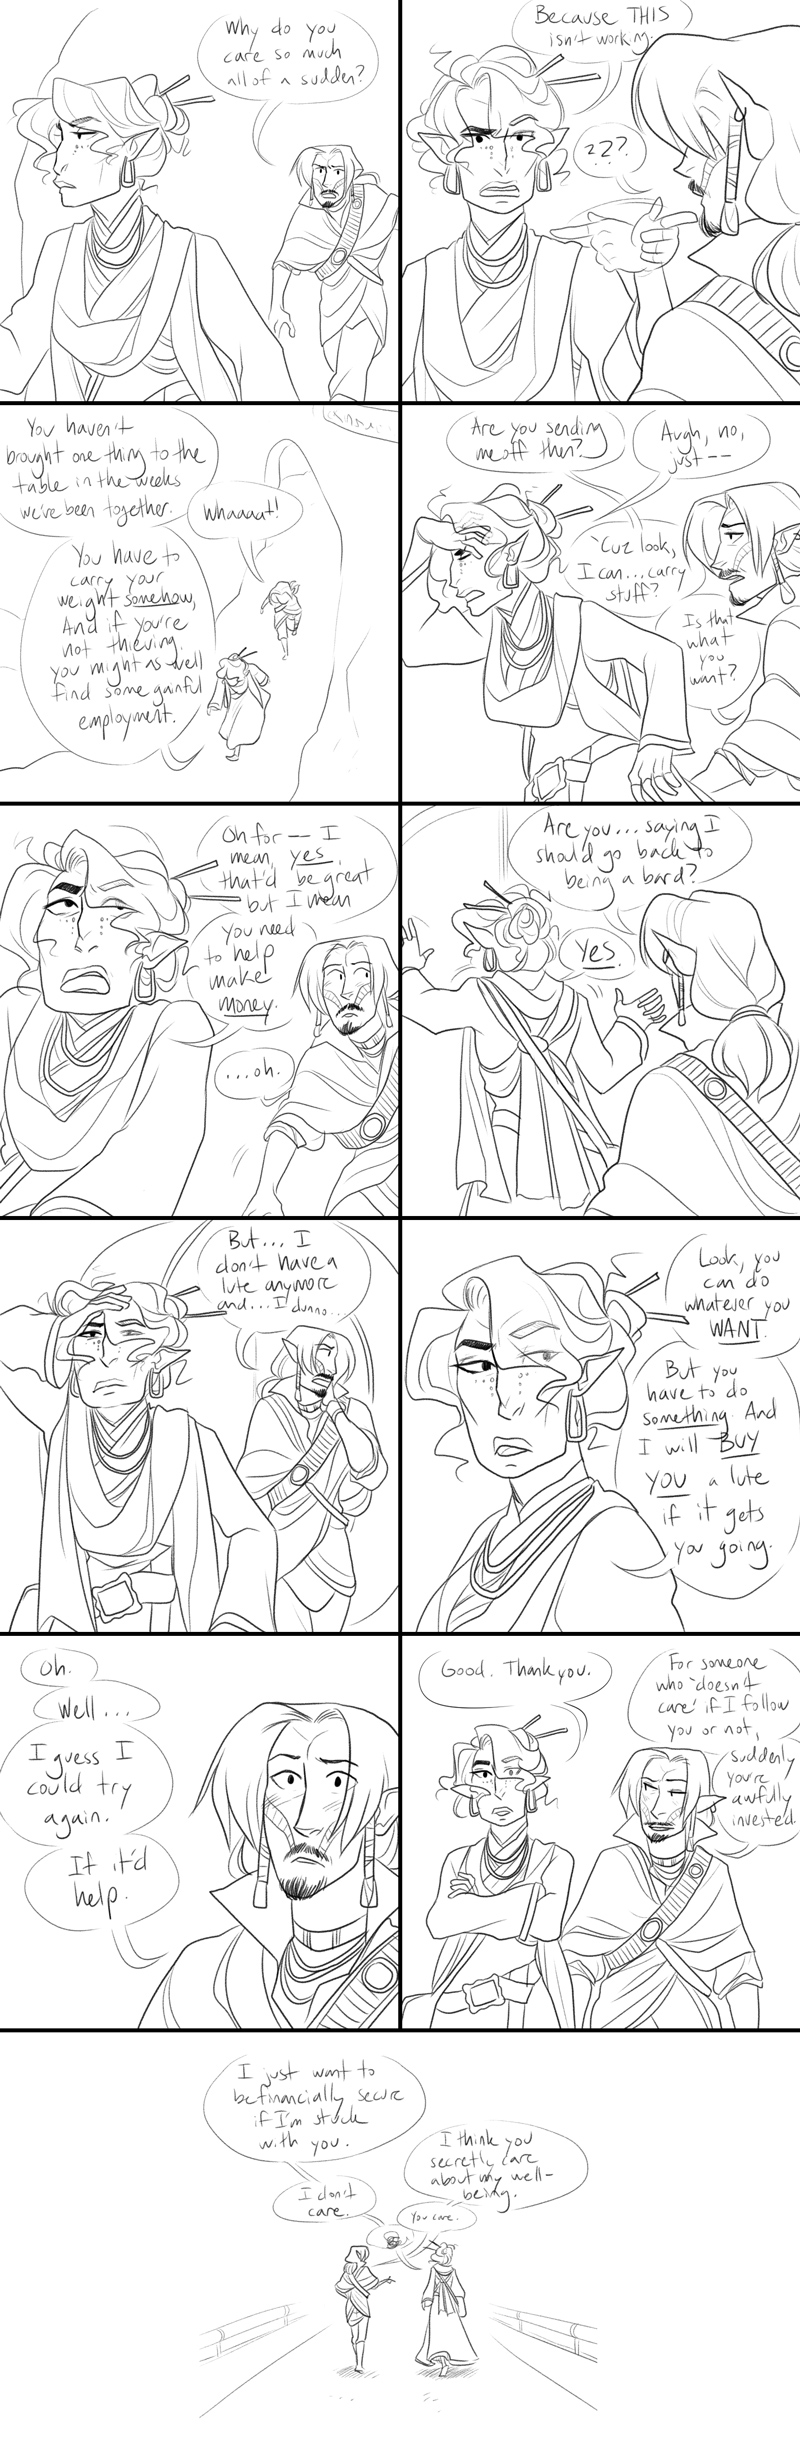 Why do you
care so much
all of a sudden?
Because THIS
isn't working.
???
You haven't
brought one thing to the
table in the weeks
we've been together.
Whaaaat!
You have to
carry your
weight somehow,
And if you're
not thieving,
you might as well
find some gainful
employment.
Are you sending
me off then?
Augh, no,
just --
'Cuz look,
I can... carry
stuff?
Is that
what
you
want?
Oh for -- I
mean, yes,
that'd be great
but I mean
you need
to help
make
money.
...oh.
Are you... saying I
should go back to
being a bard?
Yes.
But... I
don't have a
lute anymore
and... I dunno...
Look, you
can do
whatever you
WANT.
But you
have to do
something. And
I will BUY
YOU a lute
if it gets
you going.
Oh.
Well...
I guess I
could try
again.
If it'd
help.
Good. Thank you.
For someone
who 'doesn't
care' if I follow
you or not,
suddenly
you're
awfully
invested.
I just want to
be financially secure
if I'm stuck
with you.
I think you
secretly care
about my well-
being.
I don't
care.
You care.